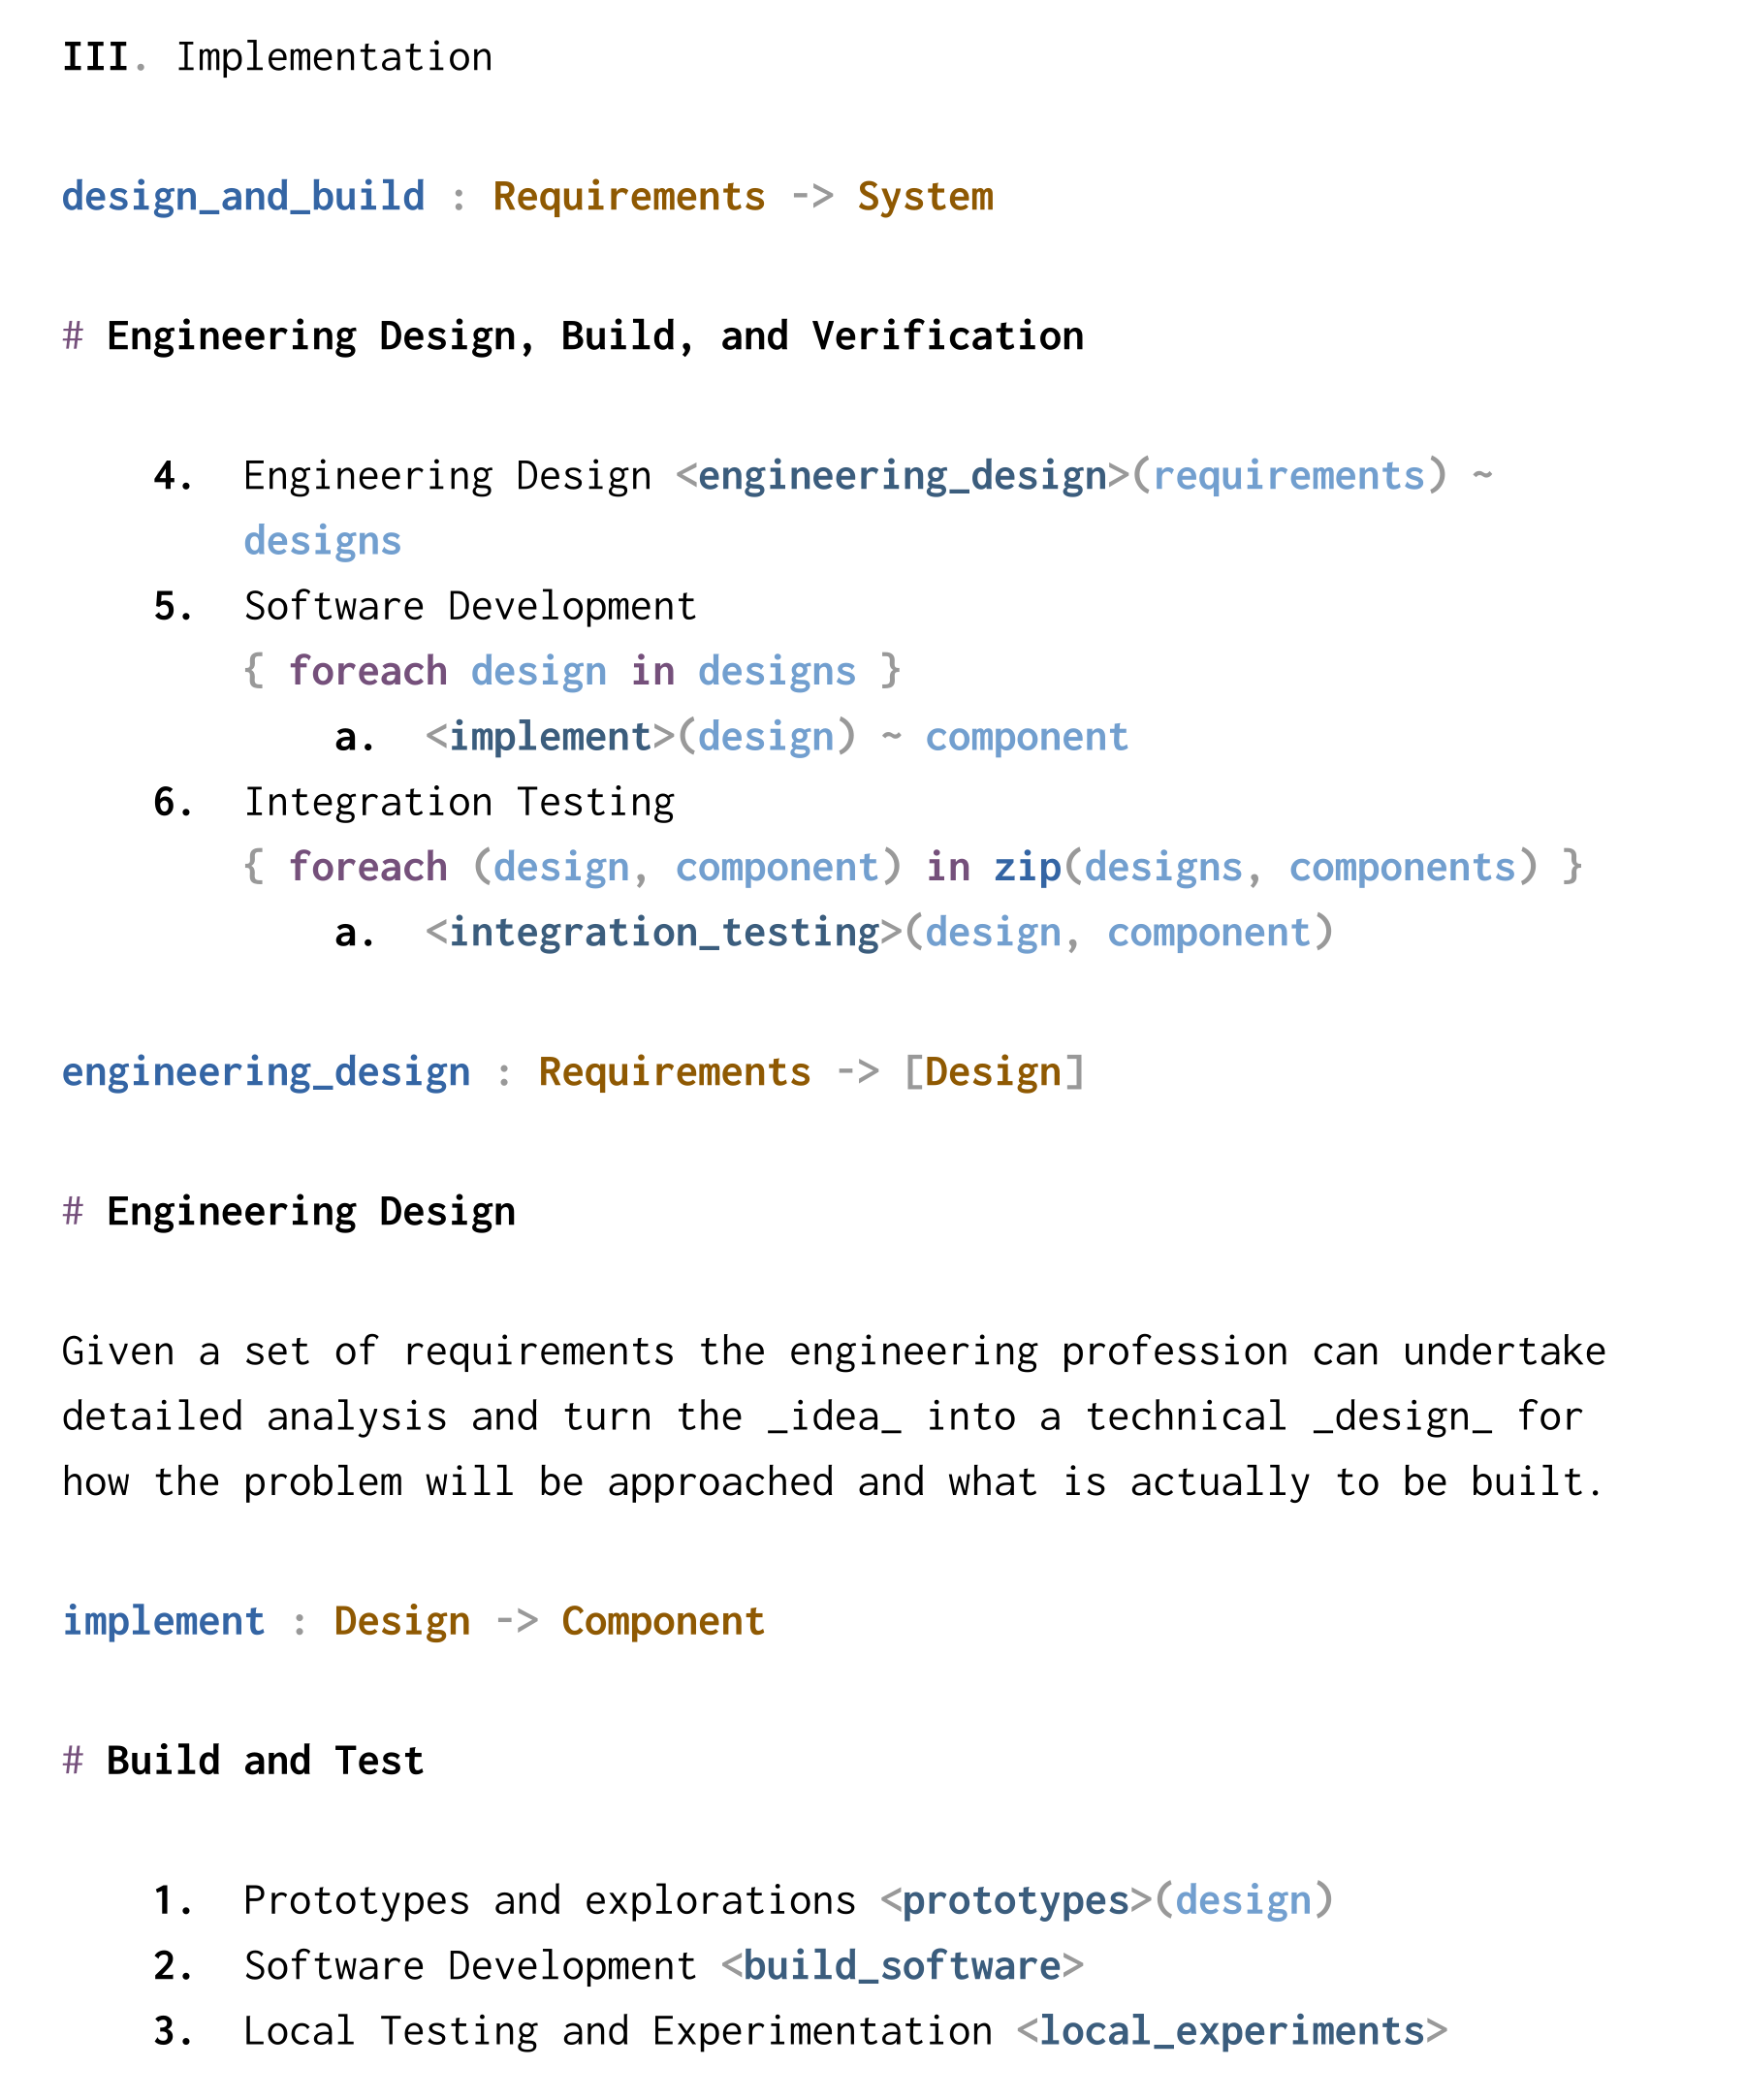 III. Implementation
design_and_build : Requirements -> System
# Engineering Design, Build, and Verification
4. Engineering Design <engineering_design>(requirements) ~
designs
5. Software Development
{ foreach design in designs }
a. <implement>(design) ~ component
6. Integration Testing
{ foreach (design, component) in zip(designs, components) }
a. <integration_testing>(design, component)
engineering_design : Requirements -> [Design]
# Engineering Design
Given a set of requirements the engineering profession can undertake
detailed analysis and turn the _idea_ into a technical _design_ for
how the problem will be approached and what is actually to be built.
implement : Design -> Component
# Build and Test
1. Prototypes and explorations <prototypes>(design)
2. Software Development <build_software>
3. Local Testing and Experimentation <local_experiments>